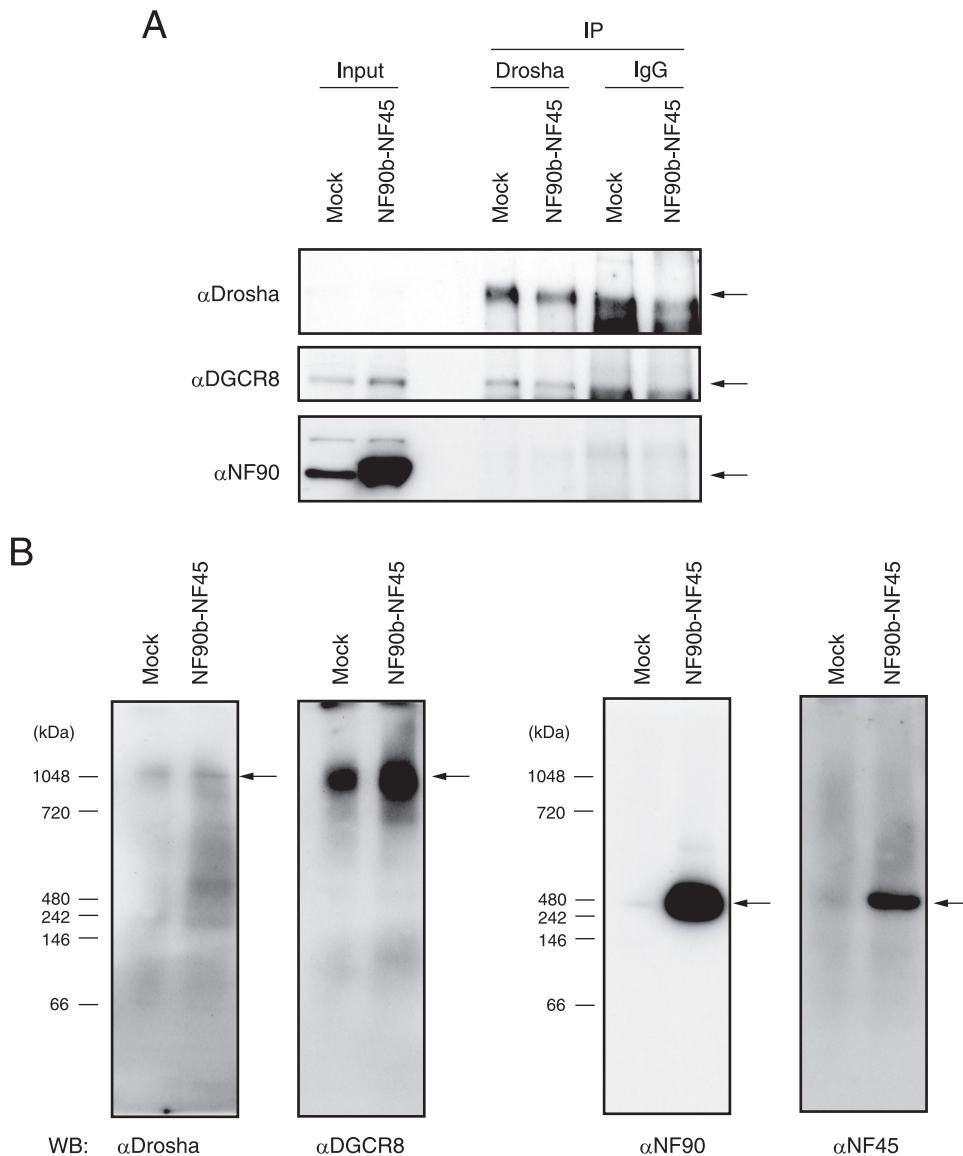 A
IP
Input
Drosha
IgG
Mock
NF90b-NF45
Mock
NF90b-NF45
Mock
NF90b-NF45
αDrosha
αDGCR8
αNF90
B
Mock
NF90b-NF45
Mock
NF90b-NF45
Mock
NF90b-NF45
Mock
NF90b-NF45
(kDa)
1048
720
480
242
146
66
(kDa)
1048
720
480
242
146
66
WB: αDrosha αDGCR8 αNF90 αNF45